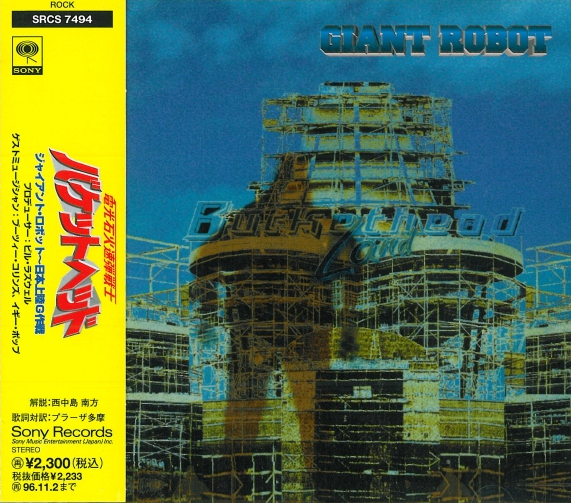 ROCK
SRCS 7494
SONY
電光石火爆弾戦士
バケットヘッド
ジャイアント・ロボット〜日本上陸G作戦
プロデューサー:ビル・ラズウェル
ゲストミュージシャン:ブーツィー・コリンズ、イギー・ポップ
解説:西中島 南方
歌詞対訳:プラーザ多摩
Sony Records
Sony Music Entertainment (Japan) Inc.
STEREO
再 ¥2,300(税込)
税抜価格¥2,233
再 96.11.2まで
GIANT ROBOT
Buckethead
Land